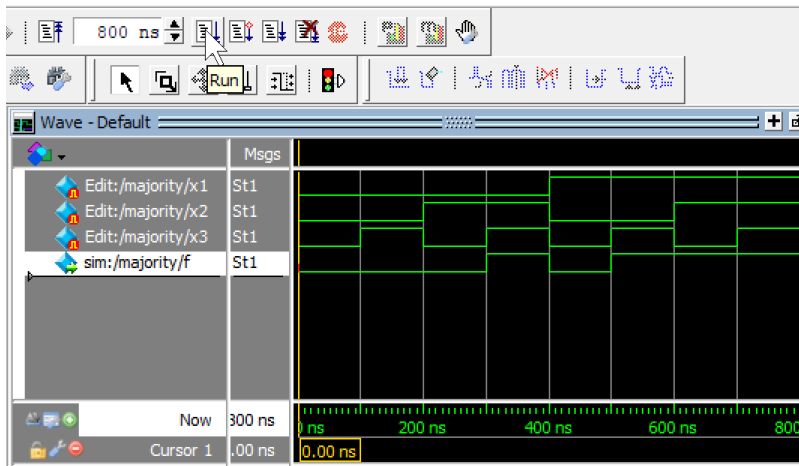 800 ns
Run
Wave - Default
Msgs
Edit:/majority/x1 St1
Edit:/majority/x2 St1
Edit:/majority/x3 St1
sim:/majority/f St1
Now 300 ns ns 200 ns 400 ns 600 ns 800
Cursor 1 .00 ns 0.00 ns